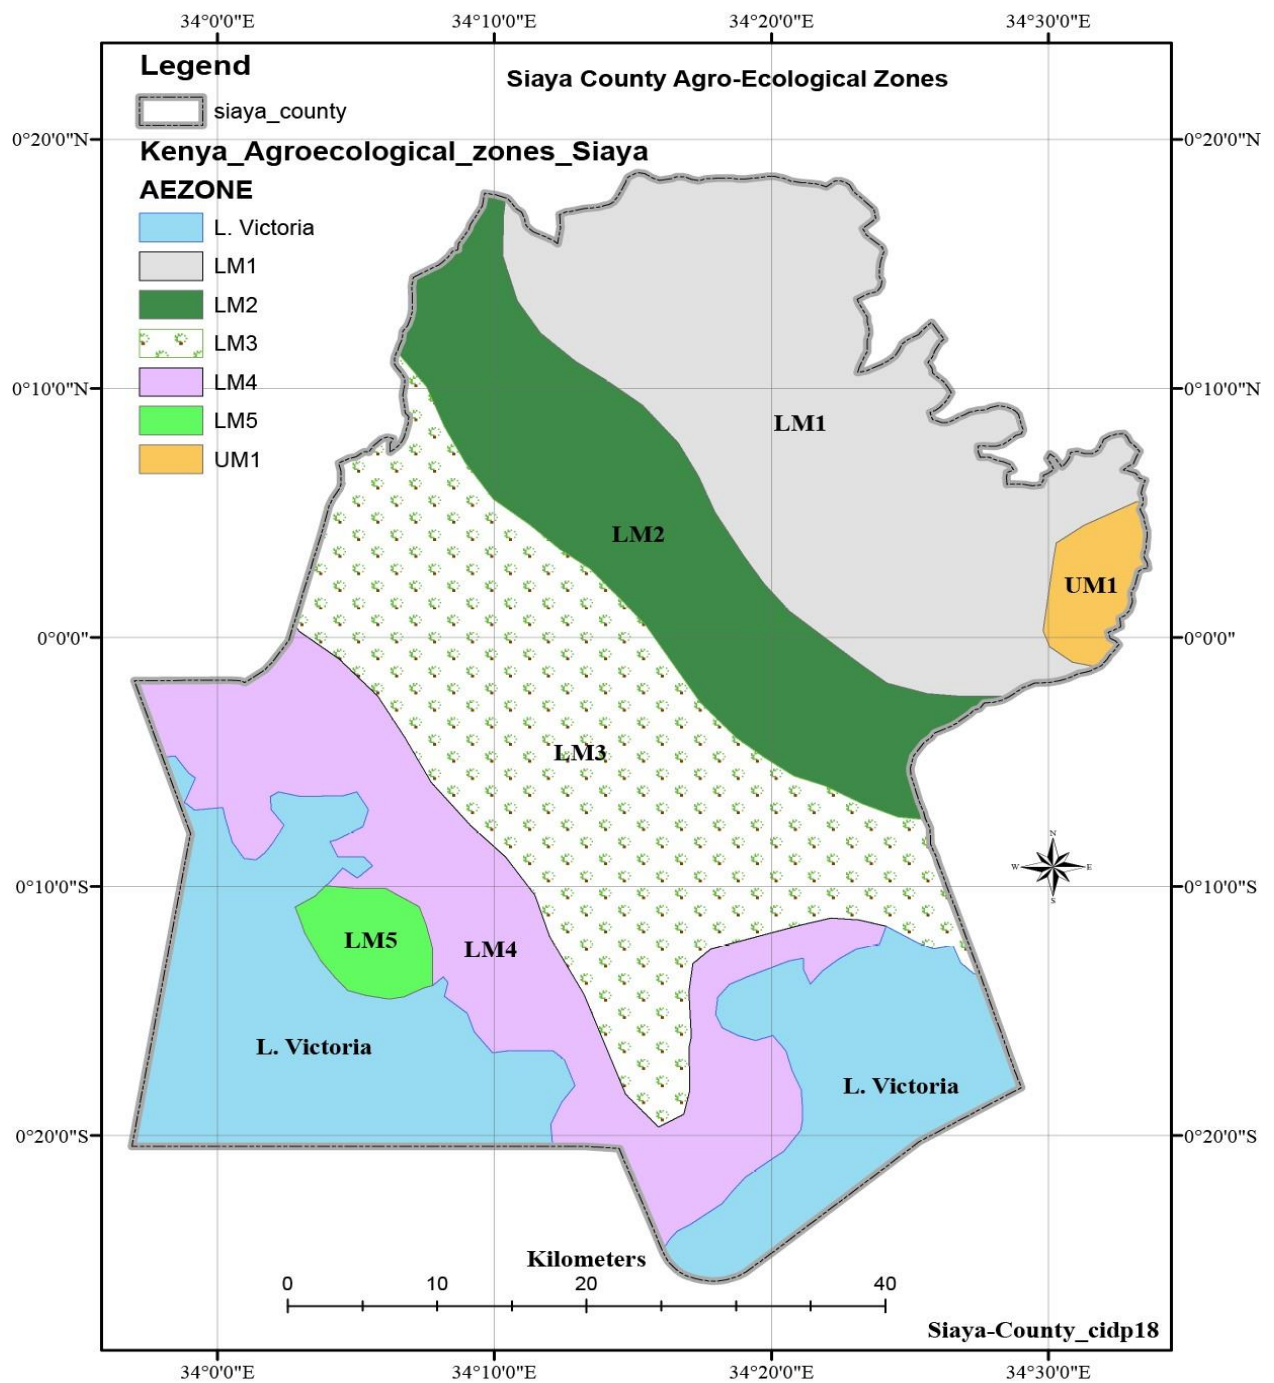 34°0'0"E 34°10'0"E 34°20'0"E 34°30'0"E
Legend
Siaya County Agro-Ecological Zones
siaya_county
0°20'0"N 0°20'0"N
Kenya_Agroecological_zones_Siaya
AEZONE
L. Victoria
LM1
LM2
LM3
LM4
LM5
UM1
0°10'0"N 0°10'0"N
LM1
LM2
UM1
0°0'0" 0°0'0"
LM3
N
W E
S
0°10'0"S 0°10'0"S
LM5
LM4
L. Victoria
L. Victoria
0°20'0"S 0°20'0"S
Kilometers
0 10 20 40
Siaya-County_cidp18
34°0'0"E 34°10'0"E 34°20'0"E 34°30'0"E